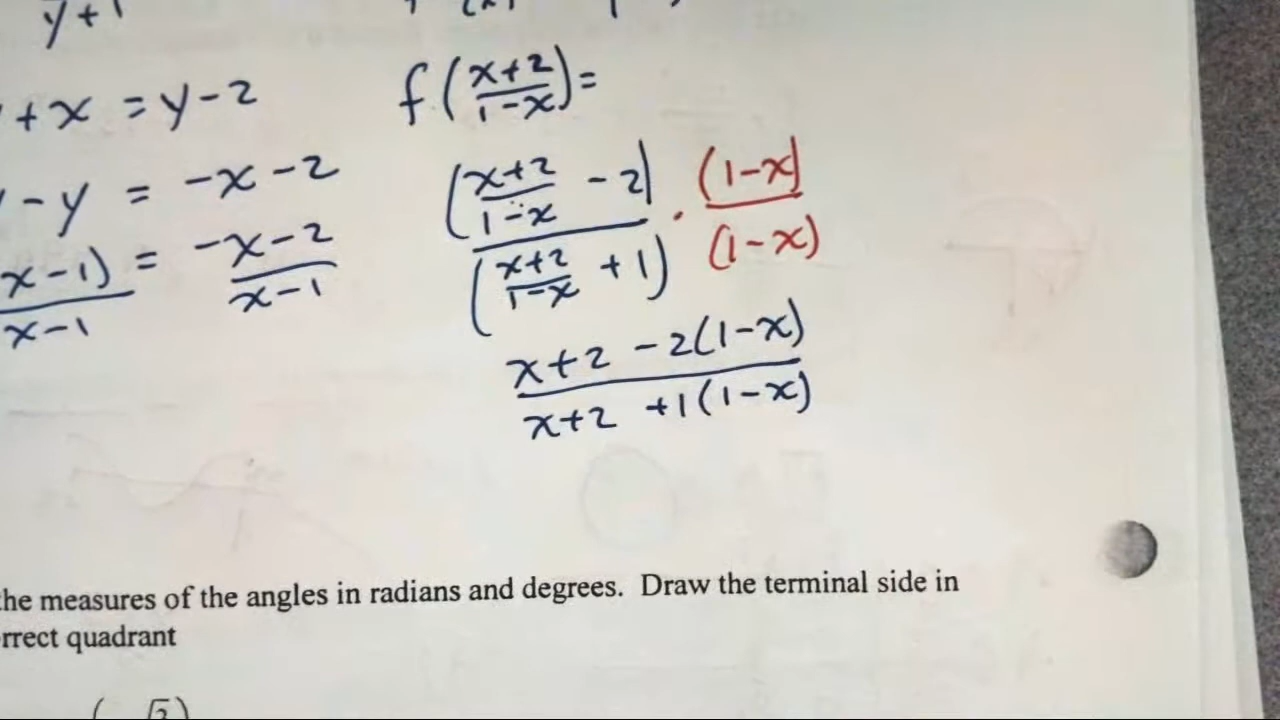 y+1
+x = y-2
-y = -x-2
x-1) = -x-2
x-1 x-1
f(x+2/1-x)=
(x+2/1-x - 2) · (1-x)
(x+2/1-x + 1) (1-x)
x+2 -2(1-x)
x+2 +1(1-x)
he measures of the angles in radians and degrees. Draw the terminal side in
rrect quadrant
(√2)